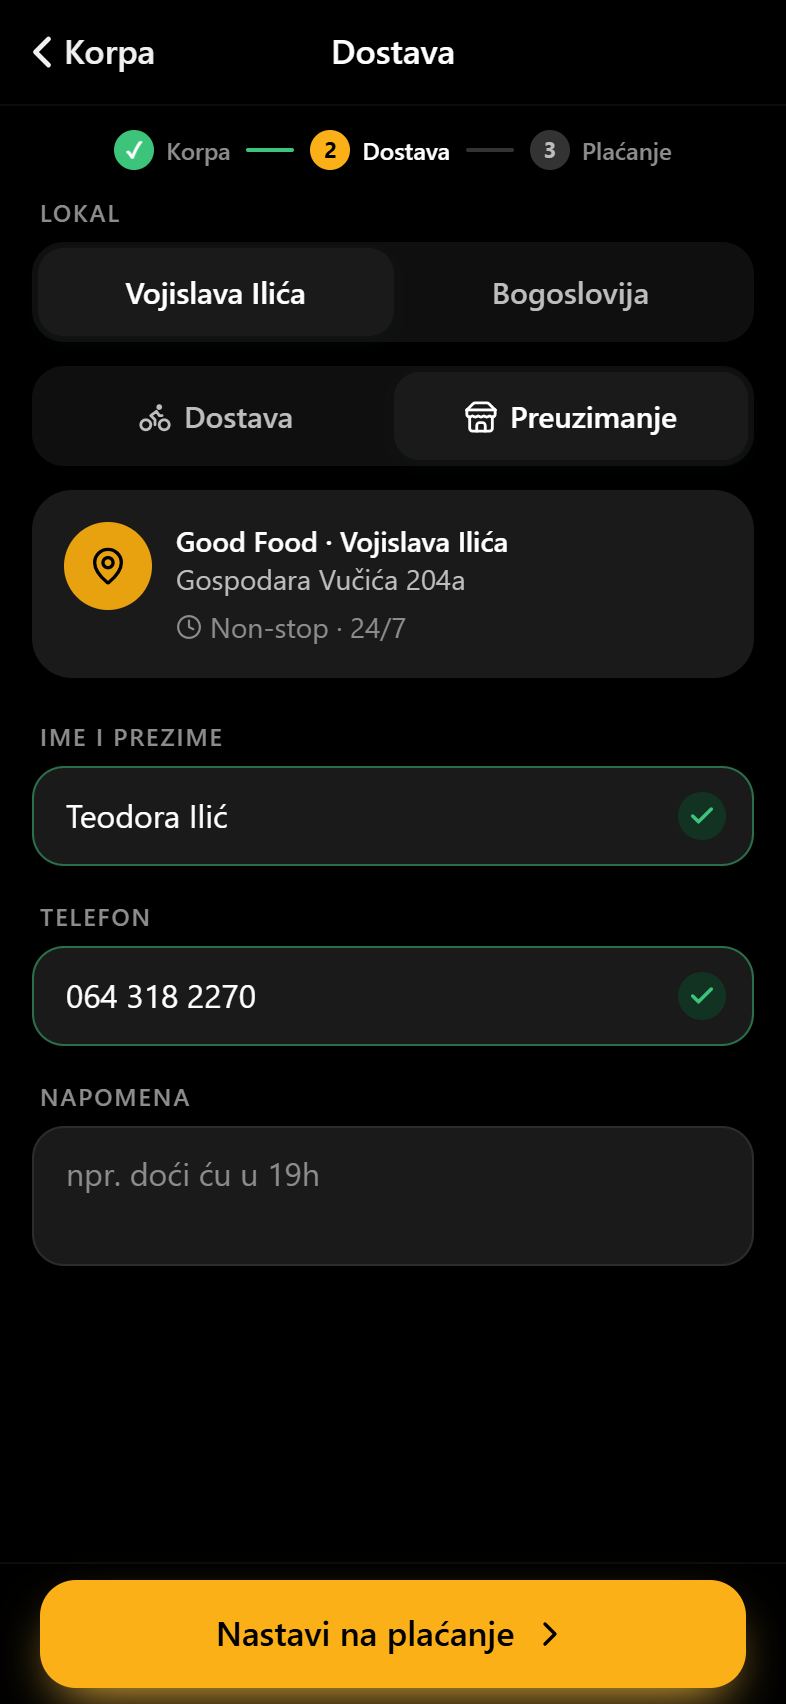 Korpa
Dostava
Korpa
2
Dostava
3
Plaćanje
LOKAL
Vojislava Ilića
Bogoslovija
Dostava
Preuzimanje
Good Food · Vojislava Ilića
Gospodara Vučića 204a
Non-stop · 24/7
IME I PREZIME
Teodora Ilić
TELEFON
064 318 2270
NAPOMENA
npr. doći ću u 19h
Nastavi na plaćanje